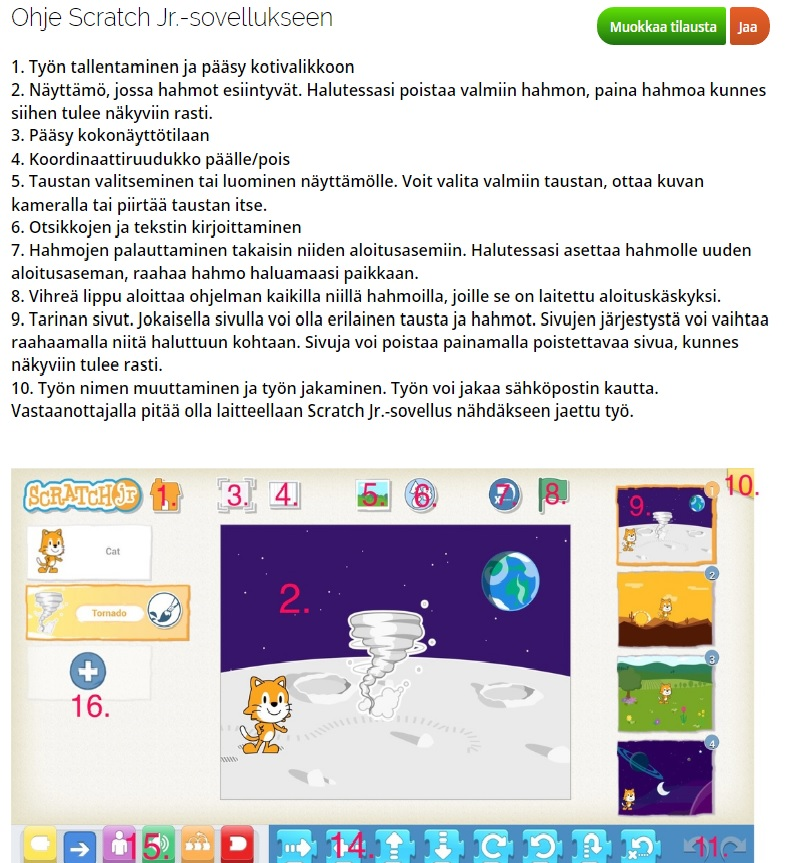 Ohje Scratch Jr.-sovellukseen
Muokkaa tilausta
Jaa
1. Työn tallentaminen ja pääsy kotivalikkoon
2. Näyttämö, jossa hahmot esiintyvät. Halutessasi poistaa valmiin hahmon, paina hahmoa kunnes
siihen tulee näkyviin rasti.
3. Pääsy kokonäyttötilaan
4. Koordinaattiruudukko päälle/pois
5. Taustan valitseminen tai luominen näyttämölle. Voit valita valmiin taustan, ottaa kuvan
kameralla tai piirtää taustan itse.
6. Otsikkojen ja tekstin kirjoittaminen
7. Hahmojen palauttaminen takaisin niiden aloitusasemiin. Halutessasi asettaa hahmolle uuden
aloitusaseman, raahaa hahmo haluamaasi paikkaan.
8. Vihreä lippu aloittaa ohjelman kaikilla niillä hahmoilla, joille se on laitettu aloituskäskyksi.
9. Tarinan sivut. Jokaisella sivulla voi olla erilainen tausta ja hahmot. Sivujen järjestystä voi vaihtaa
raahaamalla niitä haluttuun kohtaan. Sivuja voi poistaa painamalla poistettavaa sivua, kunnes
näkyviin tulee rasti.
10. Työn nimen muuttaminen ja työn jakaminen. Työn voi jakaa sähköpostin kautta.
Vastaanottajalla pitää olla laitteellaan Scratch Jr.-sovellus nähdäkseen jaettu työ.
SCRATCH Jr
1.
3.
4.
5.
6.
7.
8.
9.
1
10.
Cat
2.
2
Tornado
3
16.
4
15.
14.
11.